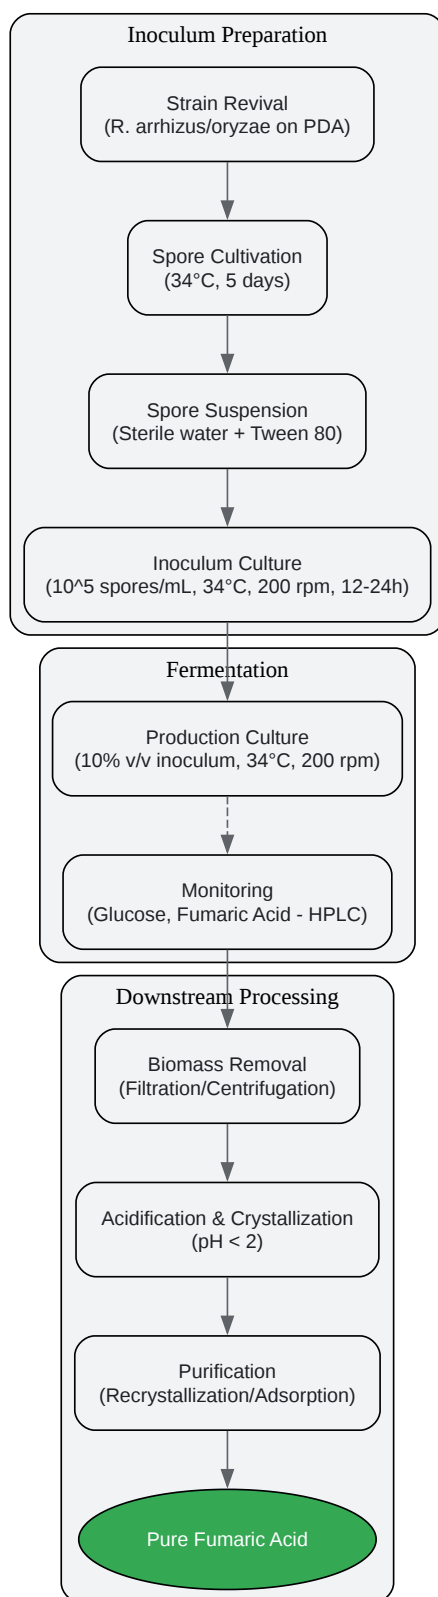 Inoculum Preparation
Strain Revival
(R. arrhizus/oryzae on PDA)
Spore Cultivation
(34°C, 5 days)
Spore Suspension
(Sterile water + Tween 80)
Inoculum Culture
(10^5 spores/mL, 34°C, 200 rpm, 12-24h)
Fermentation
Production Culture
(10% v/v inoculum, 34°C, 200 rpm)
Monitoring
(Glucose, Fumaric Acid - HPLC)
Downstream Processing
Biomass Removal
(Filtration/Centrifugation)
Acidification & Crystallization
(pH < 2)
Purification
(Recrystallization/Adsorption)
Pure Fumaric Acid